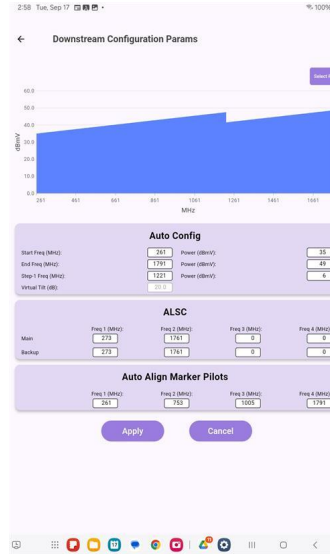 2:58 Tue, Sep 17 100%
Downstream Configuration Params
Select
60.0
50.0
40.0
30.0
20.0
10.0
0.0
dBmV
261 461 661 861 1061 1261 1461 1661
MHz
Auto Config
Start Freq (MHz): 261 Power (dBmV): 35
End Freq (MHz): 1791 Power (dBmV): 49
Step-1 Freq (MHz): 1221 Power (dBmV): 6
Virtual Tilt (dB): 20.0
ALSC
Freq 1 (MHz): Freq 2 (MHz): Freq 3 (MHz): Freq 4 (MHz):
Main 273 1761 0 0
Backup 273 1761 0 0
Auto Align Marker Pilots
Freq 1 (MHz): Freq 2 (MHz): Freq 3 (MHz): Freq 4 (MHz):
261 753 1005 1791
Apply Cancel